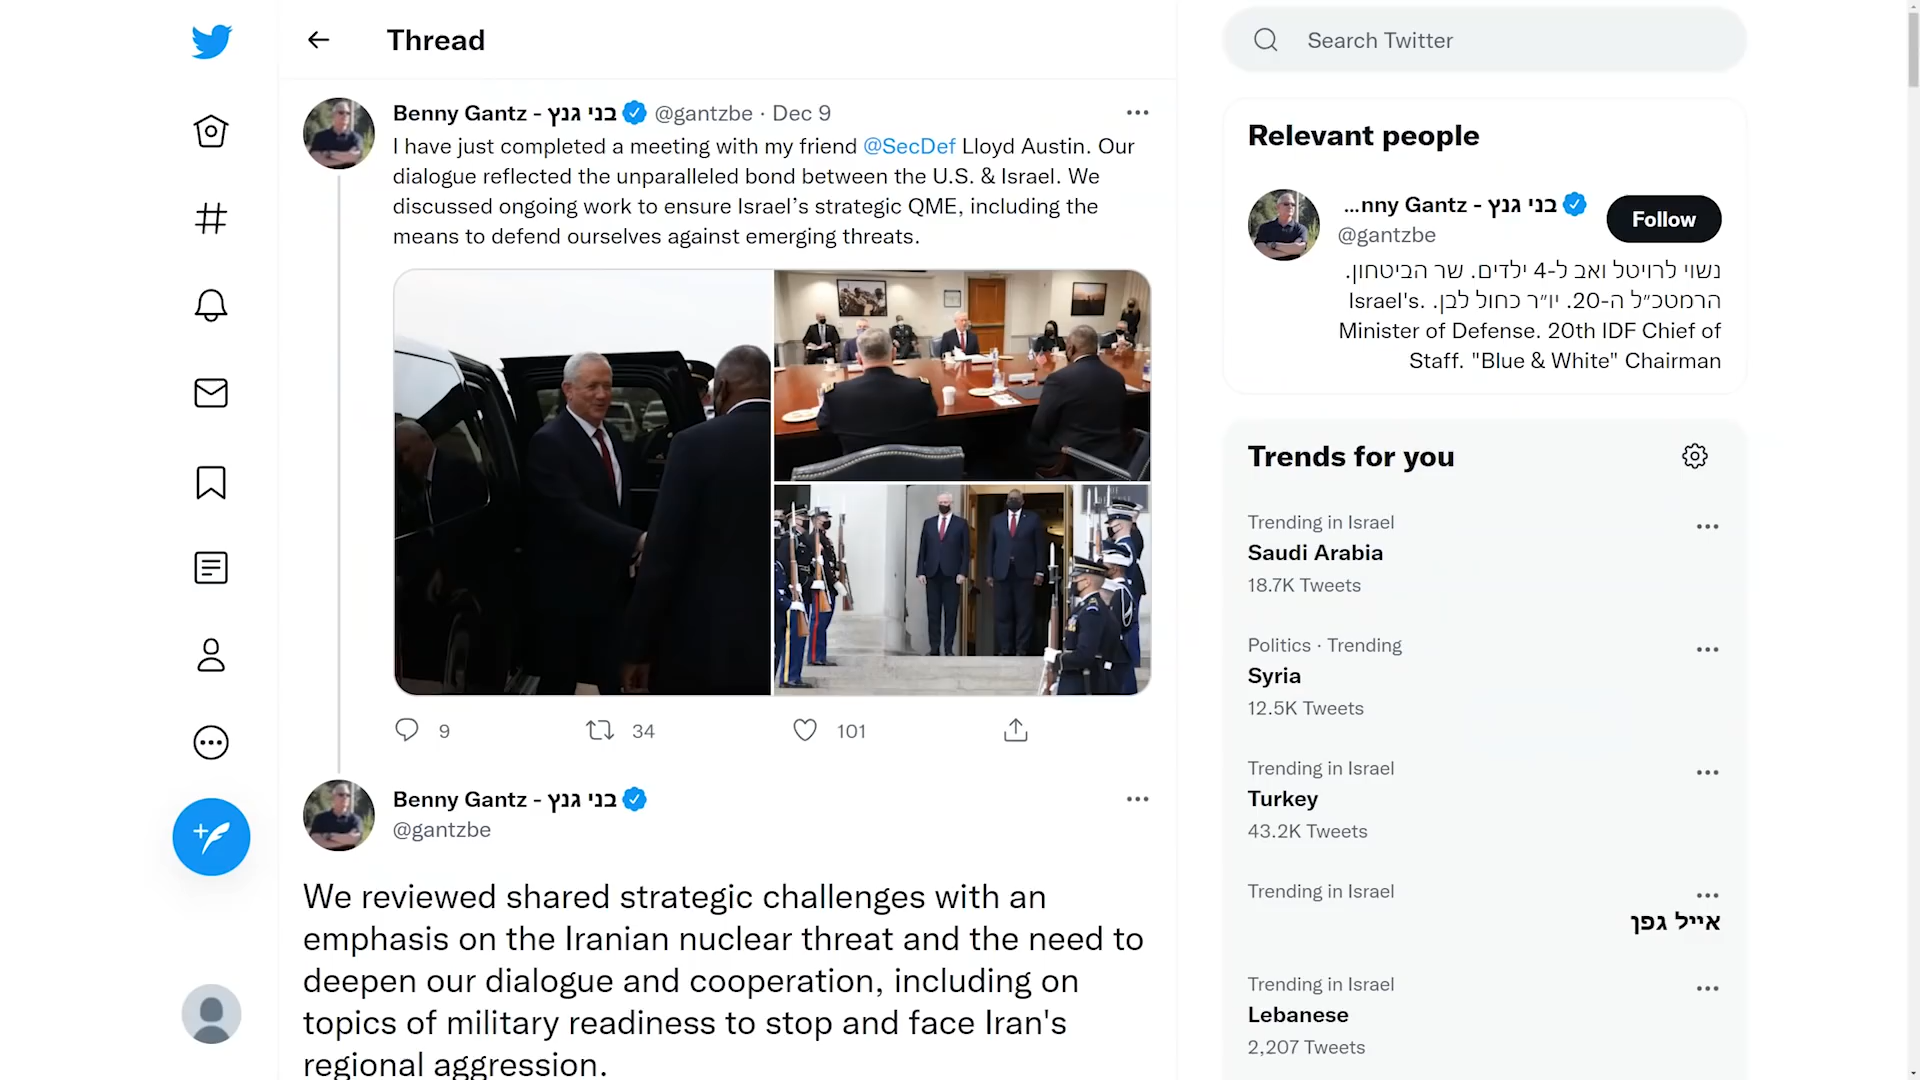 Thread
Benny Gantz - בני גנץ @gantzbe · Dec 9
I have just completed a meeting with my friend @SecDef Lloyd Austin. Our
dialogue reflected the unparalleled bond between the U.S. & Israel. We
discussed ongoing work to ensure Israel’s strategic QME, including the
means to defend ourselves against emerging threats.
9 34 101
Benny Gantz - בני גנץ
@gantzbe
We reviewed shared strategic challenges with an
emphasis on the Iranian nuclear threat and the need to
deepen our dialogue and cooperation, including on
topics of military readiness to stop and face Iran's
regional aggression.
Search Twitter
Relevant people
...nny Gantz - בני גנץ
@gantzbe
Follow
נשוי לרויטל ואב ל-4 ילדים. שר הביטחון.
הרמטכ״ל ה-20. יו״ר כחול לבן. Israel's.
Minister of Defense. 20th IDF Chief of
Staff. "Blue & White" Chairman
Trends for you
Trending in Israel
Saudi Arabia
18.7K Tweets
Politics · Trending
Syria
12.5K Tweets
Trending in Israel
Turkey
43.2K Tweets
Trending in Israel
אייל גפן
Trending in Israel
Lebanese
2,207 Tweets